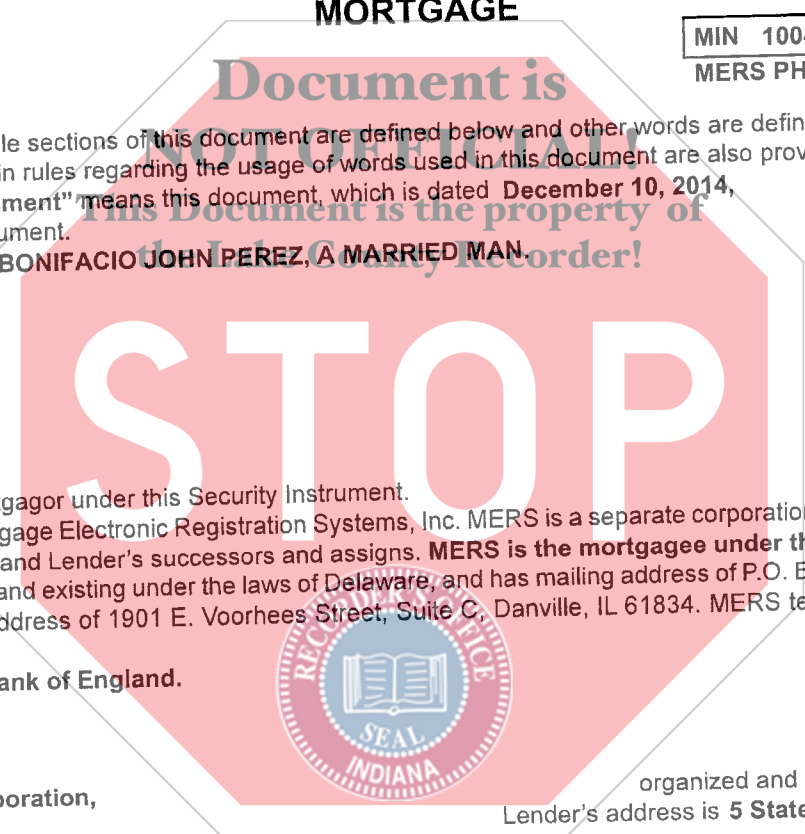 MORTGAGE
MIN 100
MERS PH
Document is
le sections of this document are defined below and other words are defin
NOT OFFICIAL!
in rules regarding the usage of words used in this document are also prov
ment" means this document, which is dated December 10, 2014,
This Document is the property of
ument.
the Lake County Recorder!
BONIFACIO JOHN PEREZ, A MARRIED MAN.
STOP
gagor under this Security Instrument.
gage Electronic Registration Systems, Inc. MERS is a separate corporation
and Lender's successors and assigns. MERS is the mortgagee under th
and existing under the laws of Delaware, and has mailing address of P.O. B
ddress of 1901 E. Voorhees Street, Suite C, Danville, IL 61834. MERS te
RECORDER'S OFFICE
ank of England.
SEAL
INDIANA
organized and
poration,
Lender's address is 5 State